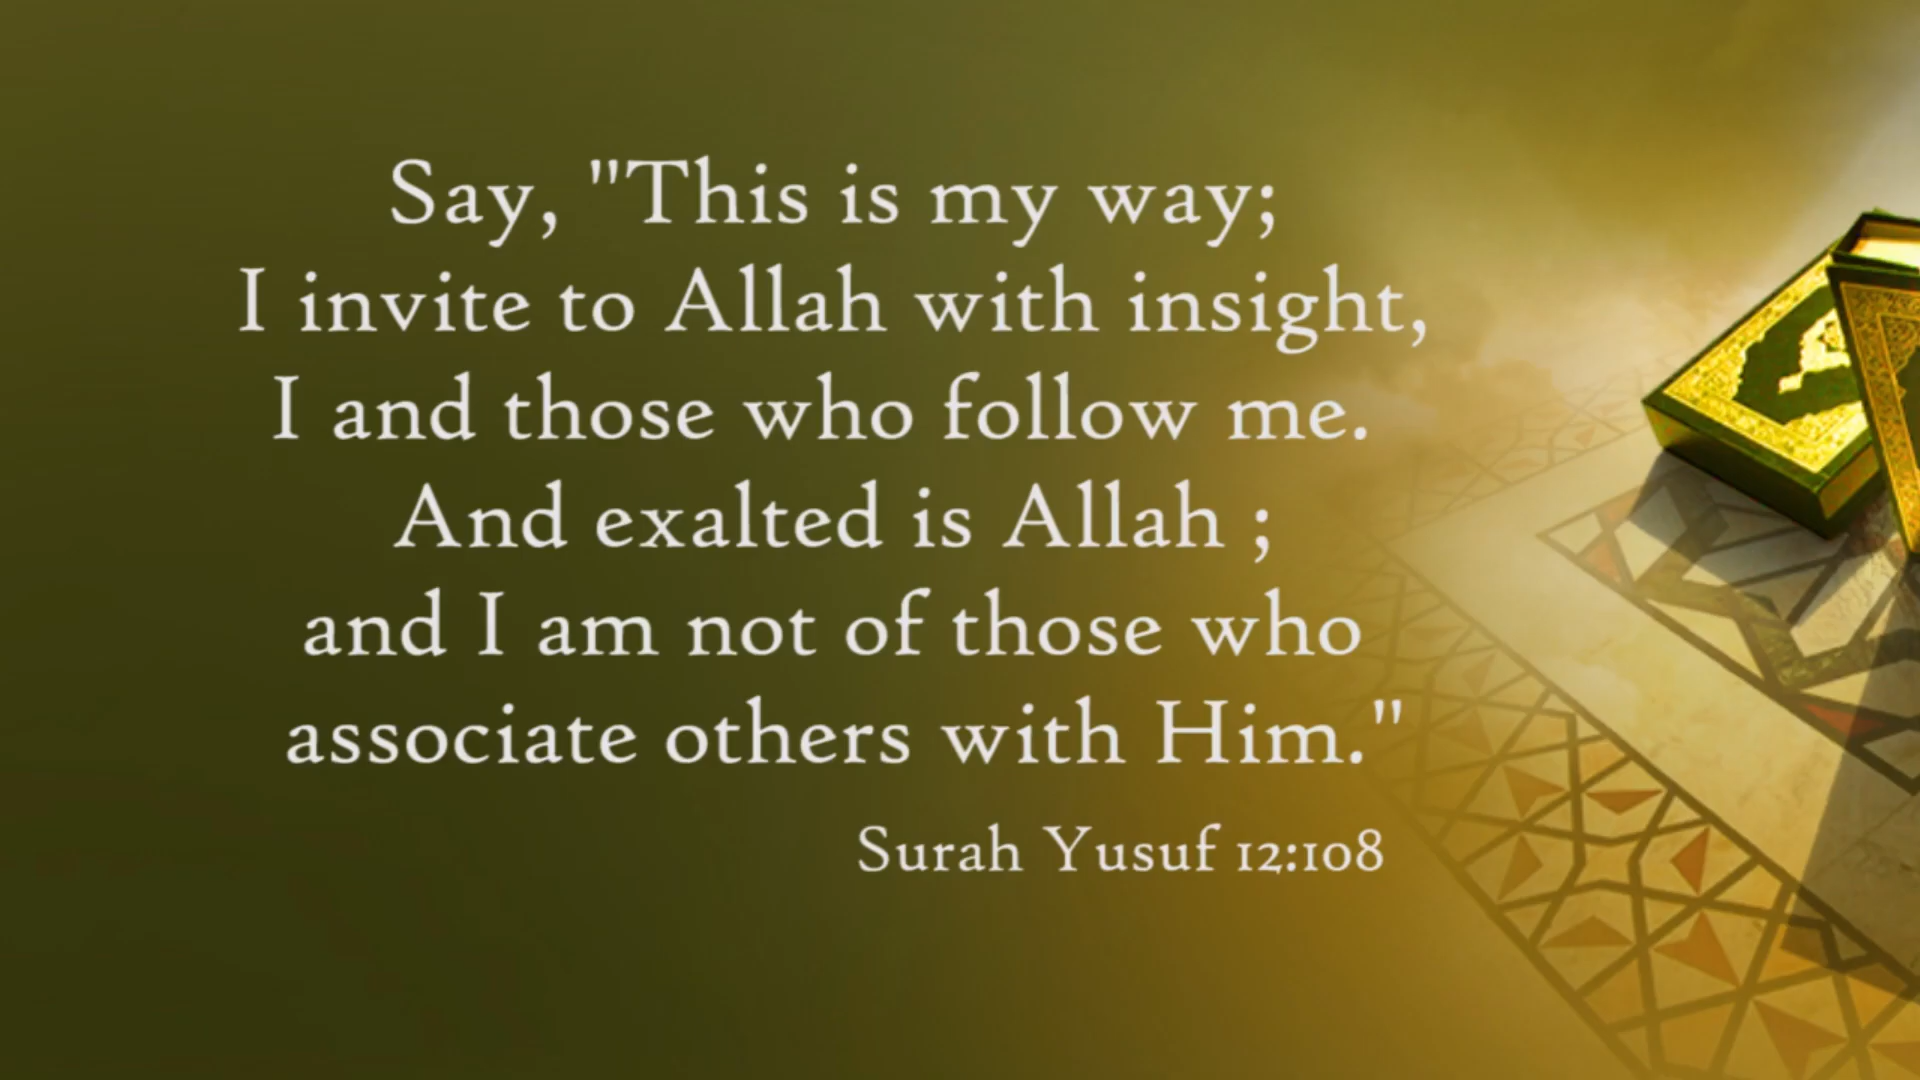 Say, "This is my way;
I invite to Allah with insight,
I and those who follow me.
And exalted is Allah ;
and I am not of those who
associate others with Him."
Surah Yusuf 12:108